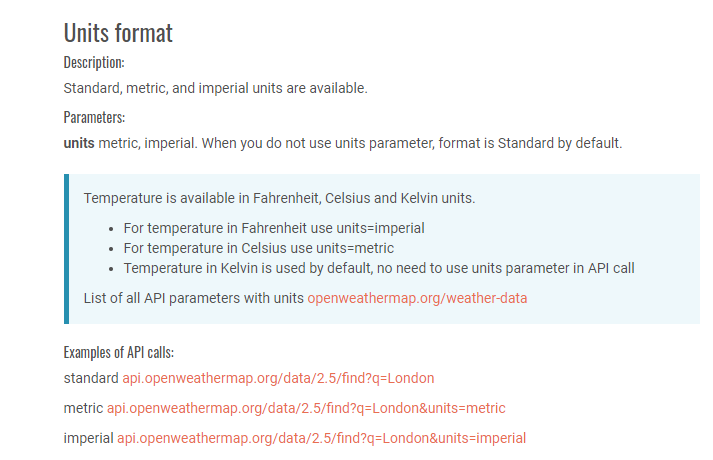 Units format
Description:
Standard, metric, and imperial units are available.
Parameters:
units metric, imperial. When you do not use units parameter, format is Standard by default.
Temperature is available in Fahrenheit, Celsius and Kelvin units.
• For temperature in Fahrenheit use units=imperial
• For temperature in Celsius use units=metric
• Temperature in Kelvin is used by default, no need to use units parameter in API call
List of all API parameters with units openweathermap.org/weather-data
Examples of API calls:
standard api.openweathermap.org/data/2.5/find?q=London
metric api.openweathermap.org/data/2.5/find?q=London&units=metric
imperial api.openweathermap.org/data/2.5/find?q=London&units=imperial